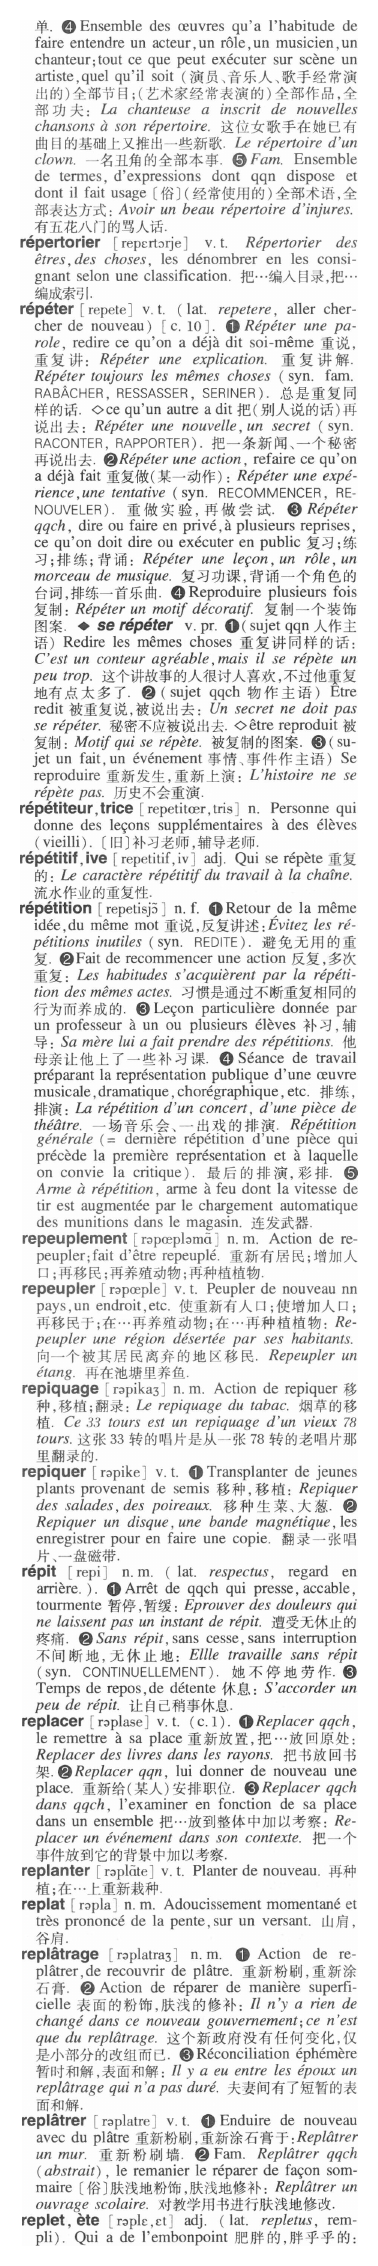 单. ❹ Ensemble des œuvres qu'a l'habitude de
faire entendre un acteur, un rôle, un musicien, un
chanteur; tout ce que peut exécuter sur scène un
artiste, quel qu'il soit (演员、音乐人、歌手经常演
出的)全部节目;(艺术家经常表演的)全部作品,全
部功夫: La chanteuse a inscrit de nouvelles
chansons à son répertoire. 这位女歌手在她已有
曲目的基础上又推出一些新歌. Le répertoire d'un
clown. 一名丑角的全部本事. ❺ Fam. Ensemble
de termes, d'expressions dont qqn dispose et
dont il fait usage [俗](经常使用的)全部术语,全
部表达方式: Avoir un beau répertoire d'injures.
有五花八门的骂人话.
répertorier [repɛrtɔrje] v. t. Répertorier des
êtres, des choses, les dénombrer en les consi-
gnant selon une classification. 把…编入目录,把…
编成索引.
répéter [repete] v. t. (lat. repetere, aller cher-
cher de nouveau) [c. 10]. ❶ Répéter une pa-
role, redire ce qu'on a déjà dit soi-même 重说,
重复讲: Répéter une explication. 重复讲解.
Répéter toujours les mêmes choses (syn. fam.
RABÂCHER, RESSASSER, SERINER). 总是重复同
样的话. ◇ce qu'un autre a dit 把(别人说的话)再
说出去: Répéter une nouvelle, un secret (syn.
RACONTER, RAPPORTER). 把一条新闻、一个秘密
再说出去. ❷Répéter une action, refaire ce qu'on
a déjà fait 重复做(某一动作): Répéter une expé-
rience, une tentative (syn. RECOMMENCER, RE-
NOUVELER). 重做实验,再做尝试. ❸ Répéter
qqch, dire ou faire en privé, à plusieurs reprises,
ce qu'on doit dire ou exécuter en public 复习;练
习;排练;背诵: Répéter une leçon, un rôle, un
morceau de musique. 复习功课,背诵一个角色的
台词,排练一首乐曲. ❹ Reproduire plusieurs fois
复制: Répéter un motif décoratif. 复制一个装饰
图案. ◆ se répéter v. pr. ❶(sujet qqn 人作主
语) Redire les mêmes choses 重复讲同样的话:
C'est un conteur agréable, mais il se répète un
peu trop. 这个讲故事的人很讨人喜欢,不过他重复
地有点太多了. ❷ (sujet qqch 物作主语) Être
redit 被重复说,被说出去: Un secret ne doit pas
se répéter. 秘密不应被说出去. ◇être reproduit 被
复制: Motif qui se répète. 被复制的图案. ❸(su-
jet un fait, un événement 事情、事件作主语) Se
reproduire 重新发生,重新上演: L'histoire ne se
répète pas. 历史不会重演.
répétiteur, trice [repetitœr, tris] n. Personne qui
donne des leçons supplémentaires à des élèves
(vieilli). [旧]补习老师,辅导老师.
répétitif, ive [repetitif, iv] adj. Qui se répète 重复
的: Le caractère répétitif du travail à la chaîne.
流水作业的重复性.
répétition [repetisjɔ̃] n. f. ❶ Retour de la même
idée, du même mot 重说,反复讲述: Évitez les ré-
pétitions inutiles (syn. REDITE). 避免无用的重
复. ❷Fait de recommencer une action 反复,多次
重复: Les habitudes s'acquièrent par la répéti-
tion des mêmes actes. 习惯是通过不断重复相同的
行为而养成的. ❸ Leçon particulière donnée par
un professeur à un ou plusieurs élèves 补习,辅
导: Sa mère lui a fait prendre des répétitions. 他
母亲让他上了一些补习课. ❹ Séance de travail
préparant la représentation publique d'une œuvre
musicale, dramatique, chorégraphique, etc. 排练,
排演: La répétition d'un concert, d'une pièce de
théâtre. 一场音乐会、一出戏的排演. Répétition
générale (= dernière répétition d'une pièce qui
précède la première représentation et à laquelle
on convie la critique). 最后的排演,彩排. ❺
Arme à répétition, arme à feu dont la vitesse de
tir est augmentée par le chargement automatique
des munitions dans le magasin. 连发武器.
repeuplement [rəpœpləmɑ̃] n. m. Action de re-
peupler; fait d'être repeuplé. 重新有居民;增加人
口;再移民;再养殖动物;再种植植物.
repeupler [rəpœple] v. t. Peupler de nouveau nn
pays, un endroit, etc. 使重新有人口;使增加人口;
再移民于;在…再养殖动物;在…再种植植物: Re-
peupler une région désertée par ses habitants.
向一个被其居民离弃的地区移民. Repeupler un
étang. 再在池塘里养鱼.
repiquage [rəpikaʒ] n. m. Action de repiquer 移
种,移植;翻录: Le repiquage du tabac. 烟草的移
植. Ce 33 tours est un repiquage d'un vieux 78
tours. 这张 33 转的唱片是从一张 78 转的老唱片那
里翻录的.
repiquer [rəpike] v. t. ❶ Transplanter de jeunes
plants provenant de semis 移种,移植: Repiquer
des salades, des poireaux. 移种生菜、大葱. ❷
Repiquer un disque, une bande magnétique, les
enregistrer pour en faire une copie. 翻录一张唱
片、一盘磁带.
répit [repi] n. m. (lat. respectus, regard en
arrière.). ❶ Arrêt de qqch qui presse, accable,
tourmente 暂停,暂缓: Eprouver des douleurs qui
ne laissent pas un instant de répit. 遭受无休止的
疼痛. ❷ Sans répit, sans cesse, sans interruption
不间断地,无休止地: Ellle travaille sans répit
(syn. CONTINUELLEMENT). 她不停地劳作. ❸
Temps de repos, de détente 休息: S'accorder un
peu de répit. 让自己稍事休息.
replacer [rəplase] v. t. (c. 1). ❶ Replacer qqch,
le remettre à sa place 重新放置,把…放回原处:
Replacer des livres dans les rayons. 把书放回书
架. ❷ Replacer qqn, lui donner de nouveau une
place. 重新给(某人)安排职位. ❸ Replacer qqch
dans qqch, l'examiner en fonction de sa place
dans un ensemble 把…放到整体中加以考察: Re-
placer un événement dans son contexte. 把一个
事件放到它的背景中加以考察.
replanter [rəplɑ̃te] v. t. Planter de nouveau. 再种
植;在…上重新栽种.
replat [rəpla] n. m. Adoucissement momentané et
très prononcé de la pente, sur un versant. 山肩,
谷肩.
replâtrage [rəplatraʒ] n. m. ❶ Action de re-
plâtrer, de recouvrir de plâtre. 重新粉刷,重新涂
石膏. ❷ Action de réparer de manière superfi-
cielle 表面的粉饰,肤浅的修补: Il n'y a rien de
changé dans ce nouveau gouvernement; ce n'est
que du replâtrage. 这个新政府没有任何变化,仅
是小部分的改组而已. ❸ Réconciliation éphémère
暂时和解,表面和解: Il y a eu entre les époux un
replâtrage qui n'a pas duré. 夫妻间有了短暂的表
面和解.
replâtrer [rəplatre] v. t. ❶ Enduire de nouveau
avec du plâtre 重新粉刷,重新涂石膏于: Replâtrer
un mur. 重新粉刷墙. ❷ Fam. Replâtrer qqch
(abstrait), le remanier le réparer de façon som-
maire [俗]肤浅地粉饰,肤浅地修补: Replâtrer un
ouvrage scolaire. 对教学用书进行肤浅地修改.
replet, ète [rəplɛ, ɛt] adj. (lat. repletus, rem-
pli). Qui a de l'embonpoint 肥胖的,胖乎乎的: